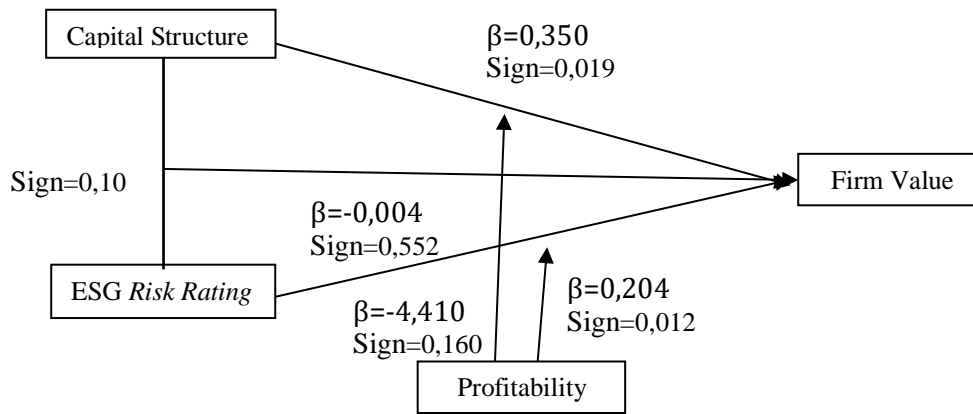 Capital Structure
β=0,350
Sign=0,019
Sign=0,10
Firm Value
β=-0,004
Sign=0,552
ESG Risk Rating
β=-4,410
Sign=0,160
β=0,204
Sign=0,012
Profitability